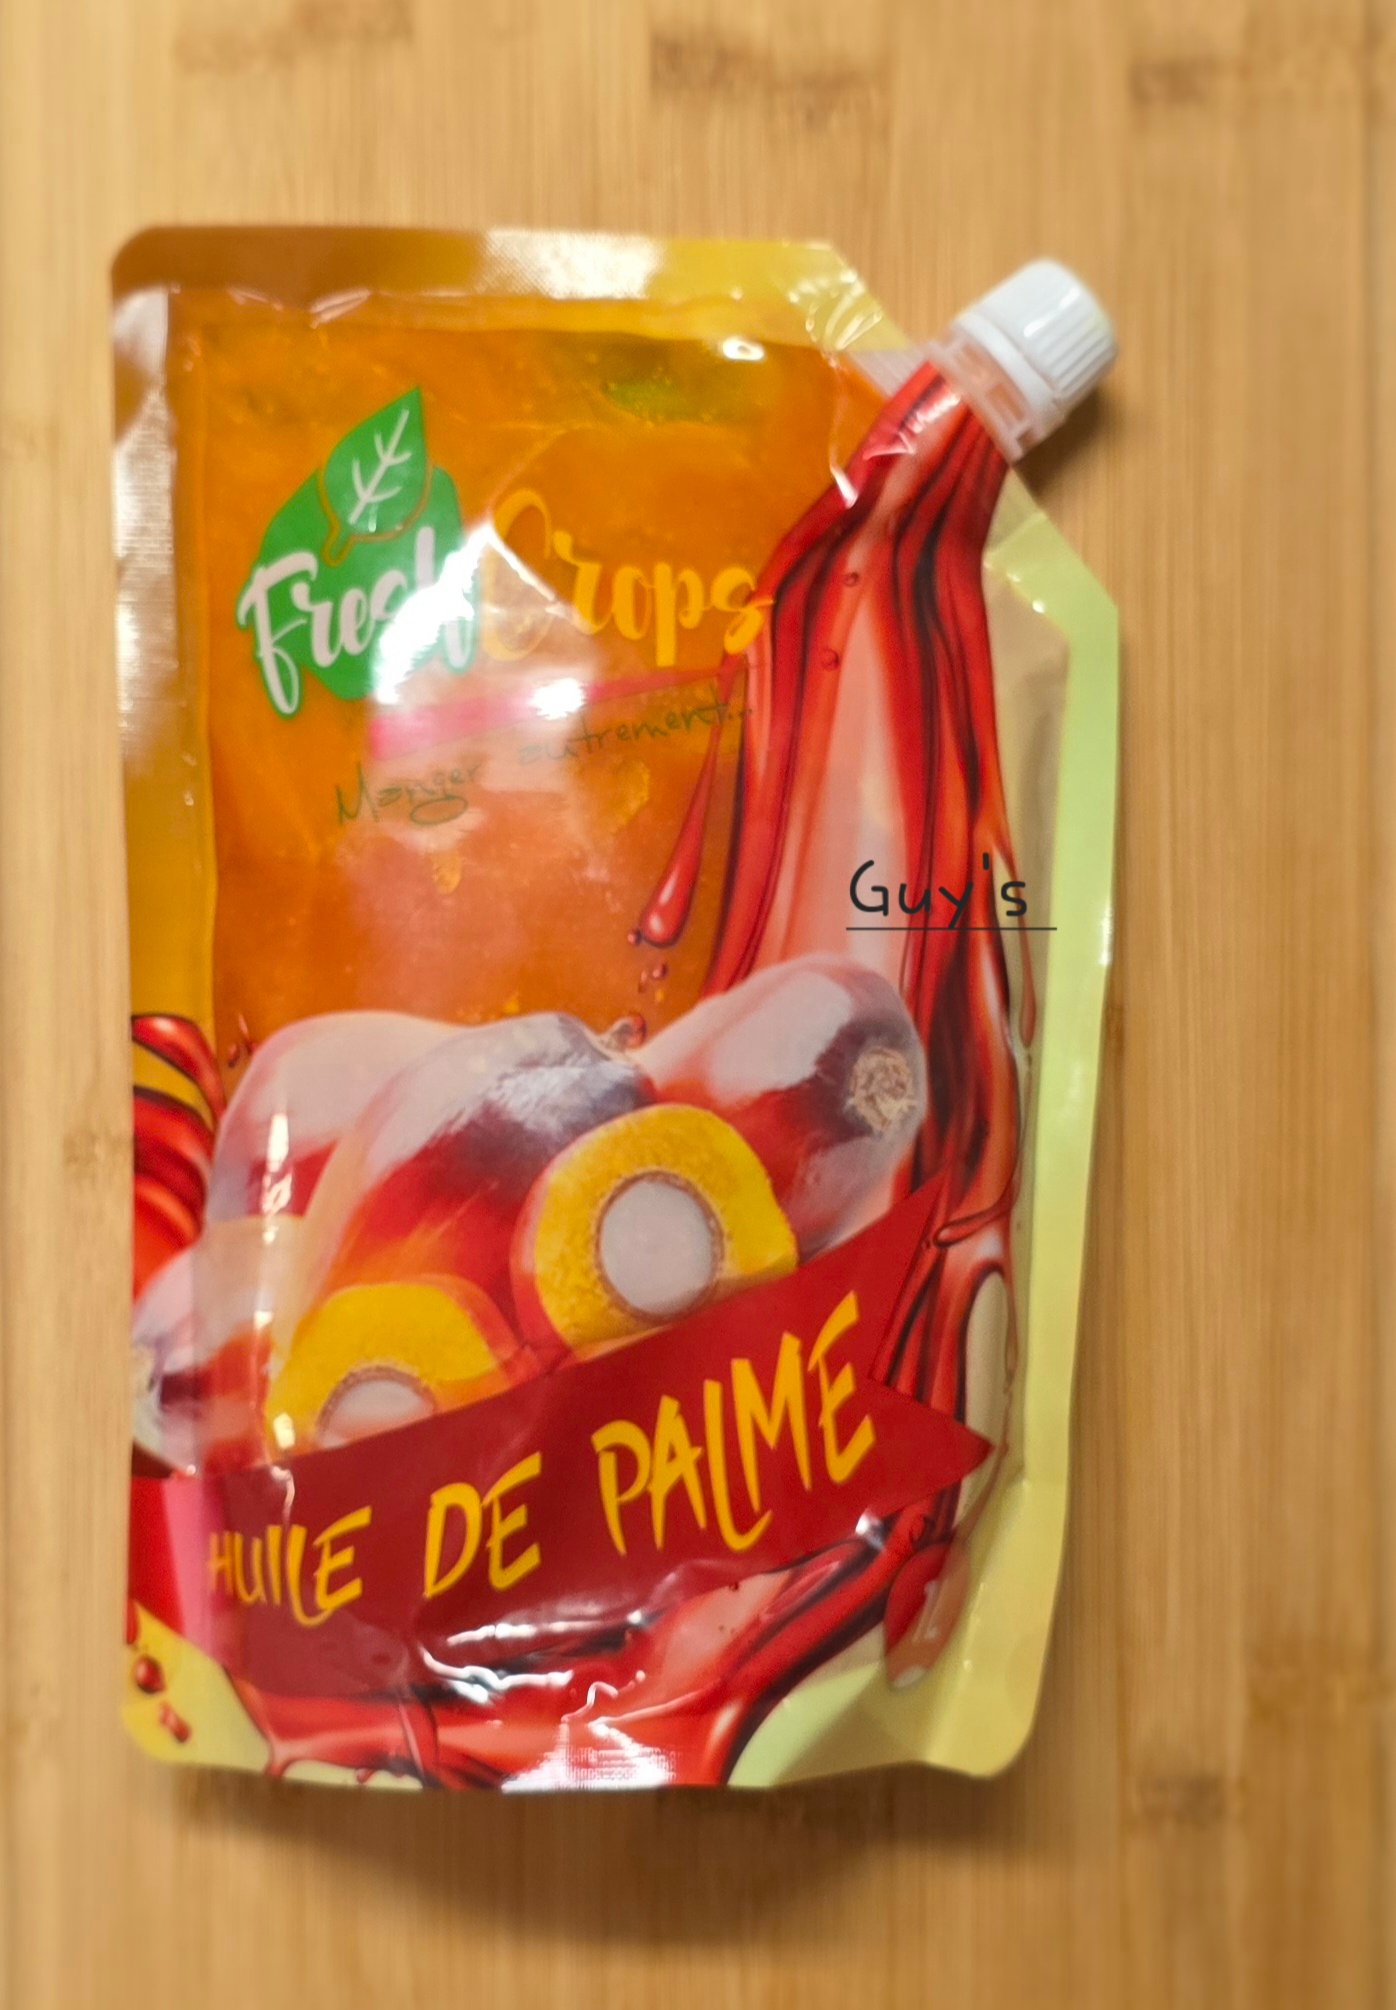 Fresh Crops
Manger autrement...
Guy's
HUILE DE PALME